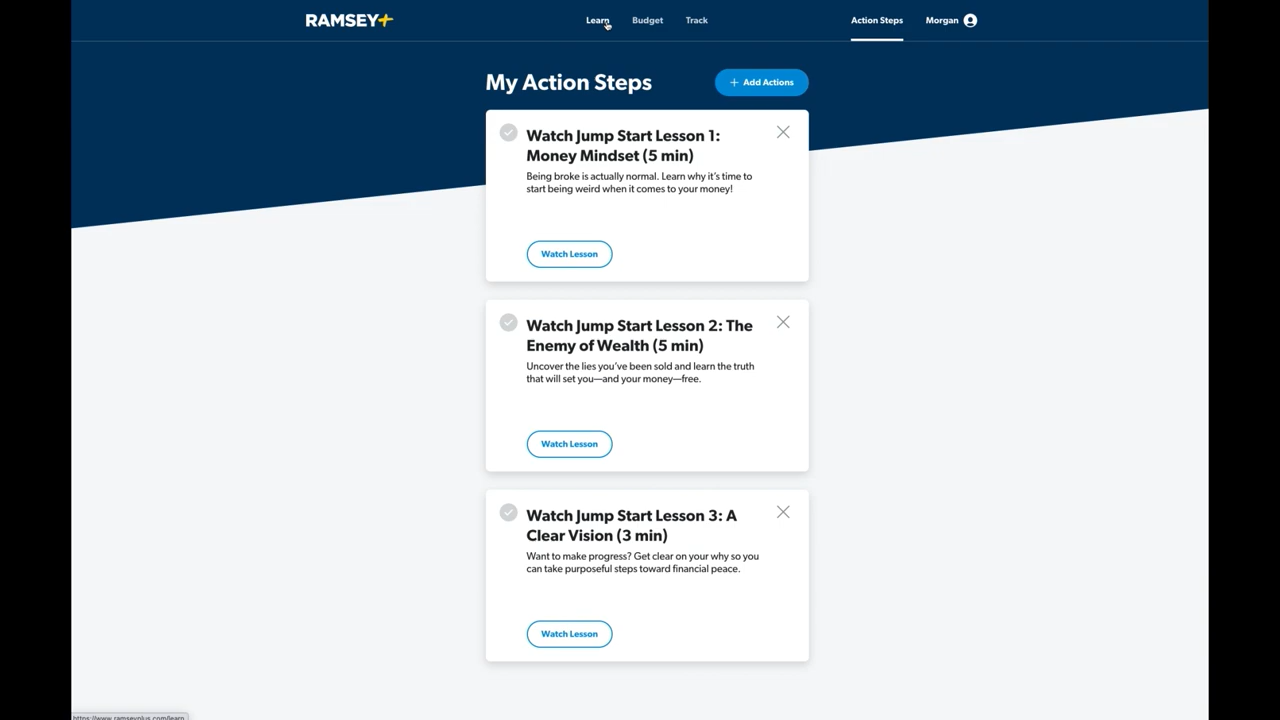 RAMSEY+
Learn
Budget
Track
Action Steps
Morgan
My Action Steps
+ Add Actions
Watch Jump Start Lesson 1:
Money Mindset (5 min)
Being broke is actually normal. Learn why it's time to
start being weird when it comes to your money!
Watch Lesson
Watch Jump Start Lesson 2: The
Enemy of Wealth (5 min)
Uncover the lies you've been sold and learn the truth
that will set you—and your money—free.
Watch Lesson
Watch Jump Start Lesson 3: A
Clear Vision (3 min)
Want to make progress? Get clear on your why so you
can take purposeful steps toward financial peace.
Watch Lesson
https://www.ramseyplus.com/learn